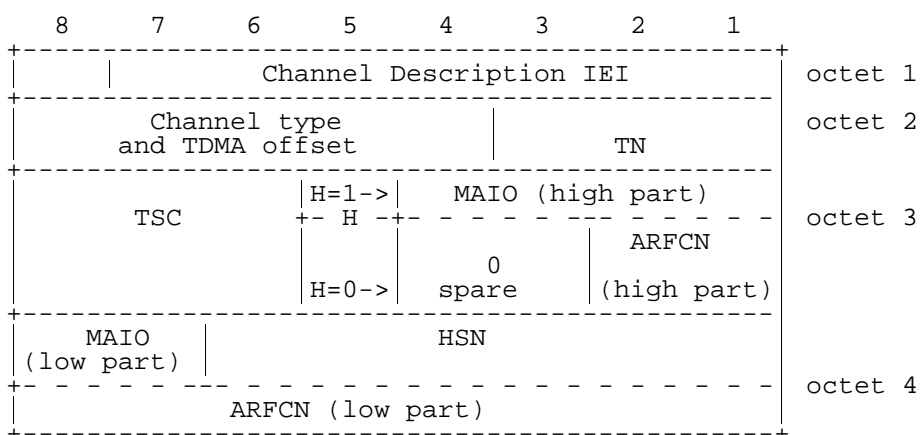 8 7 6 5 4 3 2 1
Channel Description IEI octet 1
Channel type octet 2
and TDMA offset TN
H=1-> MAIO (high part)
TSC +- H -+- - - - - --- - - - - - octet 3
ARFCN
0
H=0-> spare (high part)
MAIO HSN
(low part)
octet 4
ARFCN (low part)